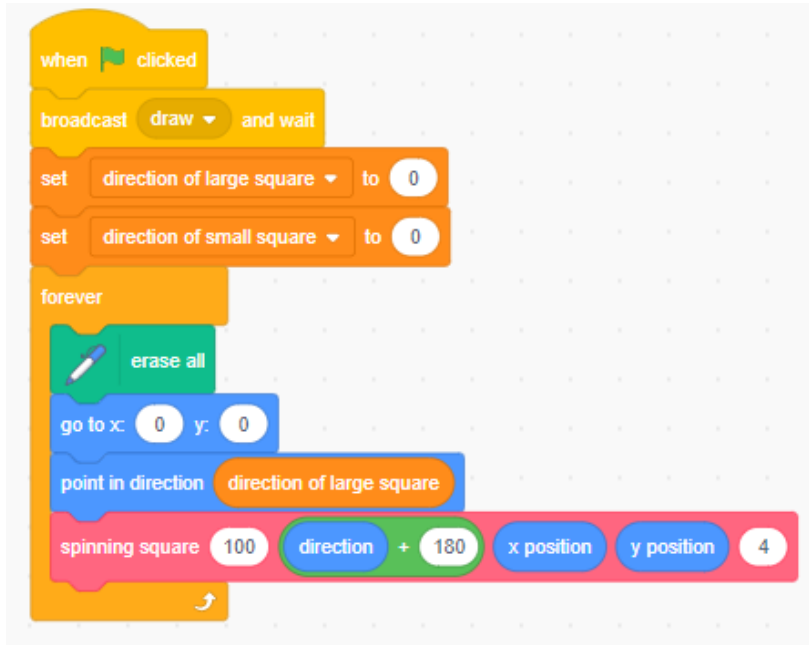 when clicked
broadcast draw and wait
set direction of large square to 0
set direction of small square to 0
forever
erase all
go to x: 0 y: 0
point in direction direction of large square
spinning square 100 direction + 180 x position y position 4